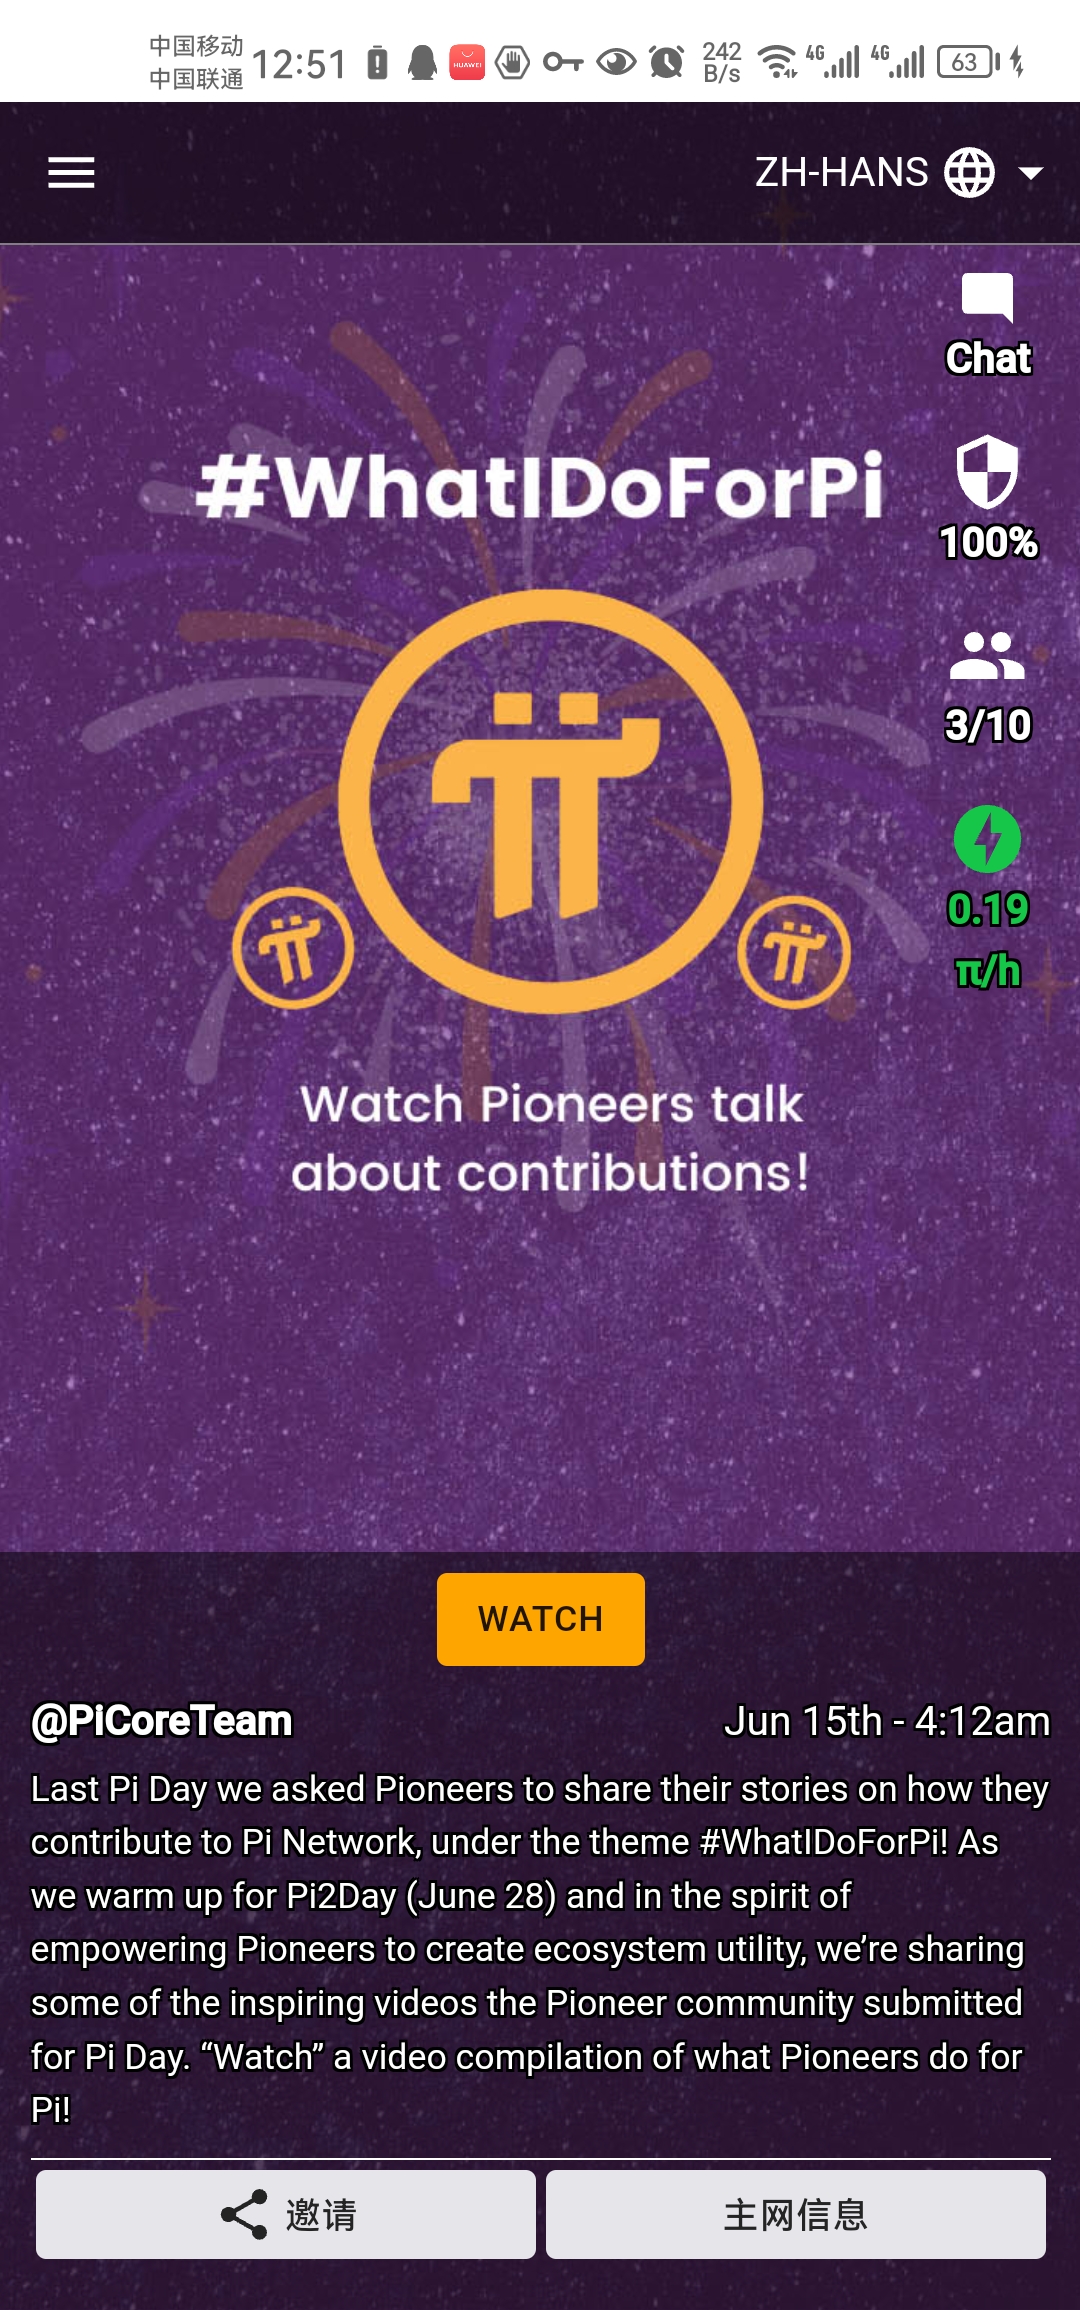 中国移动
中国联通
12:51
HUAWEI
242
B/s
4G
4G
63
ZH-HANS
Chat
#WhatIDoForPi
100%
3/10
0.19
π/h
Watch Pioneers talk
about contributions!
WATCH
@PiCoreTeam
Jun 15th - 4:12am
Last Pi Day we asked Pioneers to share their stories on how they
contribute to Pi Network, under the theme #WhatIDoForPi! As
we warm up for Pi2Day (June 28) and in the spirit of
empowering Pioneers to create ecosystem utility, we’re sharing
some of the inspiring videos the Pioneer community submitted
for Pi Day. “Watch” a video compilation of what Pioneers do for
Pi!
邀请
主网信息